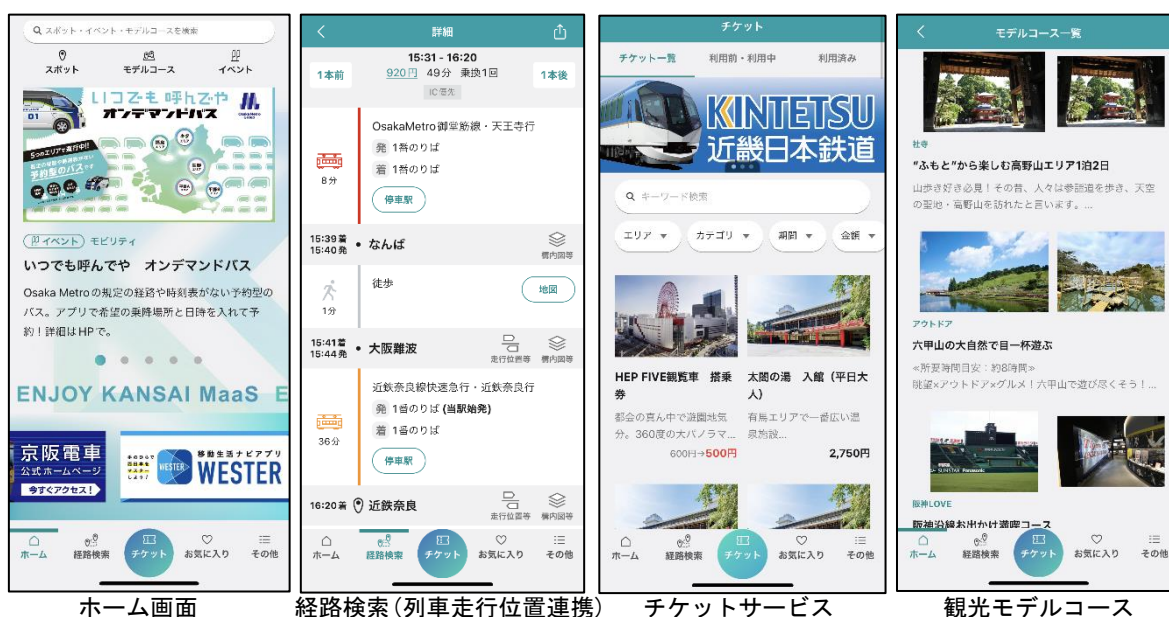 スポット・イベント・モデルコースを検索
スポット
モデルコース
イベント
いつでも 呼んでや
オンデマンドバス
OsakaMetro
5つのエリアで運行中!!
予約型のバスです
イベント モビリティ
いつでも呼んでや オンデマンドバス
Osaka Metroの規定の経路や時刻表がない予約型の
バス。アプリで希望の乗降場所と日時を入れて予
約！詳細はHPで。
ENJOY KANSAI MaaS E
京阪電車
公式ホームページ
今すぐアクセス！
移動生活ナビアプリ
WESTER
WESTER
ホーム
経路検索
チケット
お気に入り
その他
ホーム画面
詳細
1本前
15:31 - 16:20
920円 49分 乗換1回
IC優先
1本後
8分
OsakaMetro御堂筋線・天王寺行
発 1番のりば
着 1番のりば
停車駅
15:39着
15:40発
なんば
構内図等
1分
徒歩
地図
15:41着
15:44発
大阪難波
走行位置等
構内図等
36分
近鉄奈良線快速急行・近鉄奈良行
発 1番のりば (当駅始発)
着 1番のりば
停車駅
16:20着
近鉄奈良
走行位置等
構内図等
ホーム
経路検索
チケット
お気に入り
その他
経路検索（列車走行位置連携）
チケット
チケット一覧
利用前・利用中
利用済み
KINTETSU
近畿日本鉄道
キーワード検索
エリア
カテゴリ
期間
金額
HEP FIVE観覧車 搭乗
券
都会の真ん中で遊園地気
分。360度の大パノラマ...
600円→500円
太閤の湯 入館（平日大
人）
有馬エリアで一番広い温
泉施設...
2,750円
ホーム
経路検索
チケット
お気に入り
その他
チケットサービス
モデルコース一覧
社寺
“ふもと”から楽しむ高野山エリア1泊2日
山歩き好き必見！その昔、人々は参詣道を歩き、天空
の聖地・高野山を訪れたと言います。...
アウトドア
六甲山の大自然で目一杯遊ぶ
≪所要時間目安：約8時間≫
眺望×アウトドア×グルメ！六甲山で遊び尽くそう！...
阪神LOVE
阪神沿線お出かけ満喫コース
ホーム
経路検索
チケット
お気に入り
その他
観光モデルコース